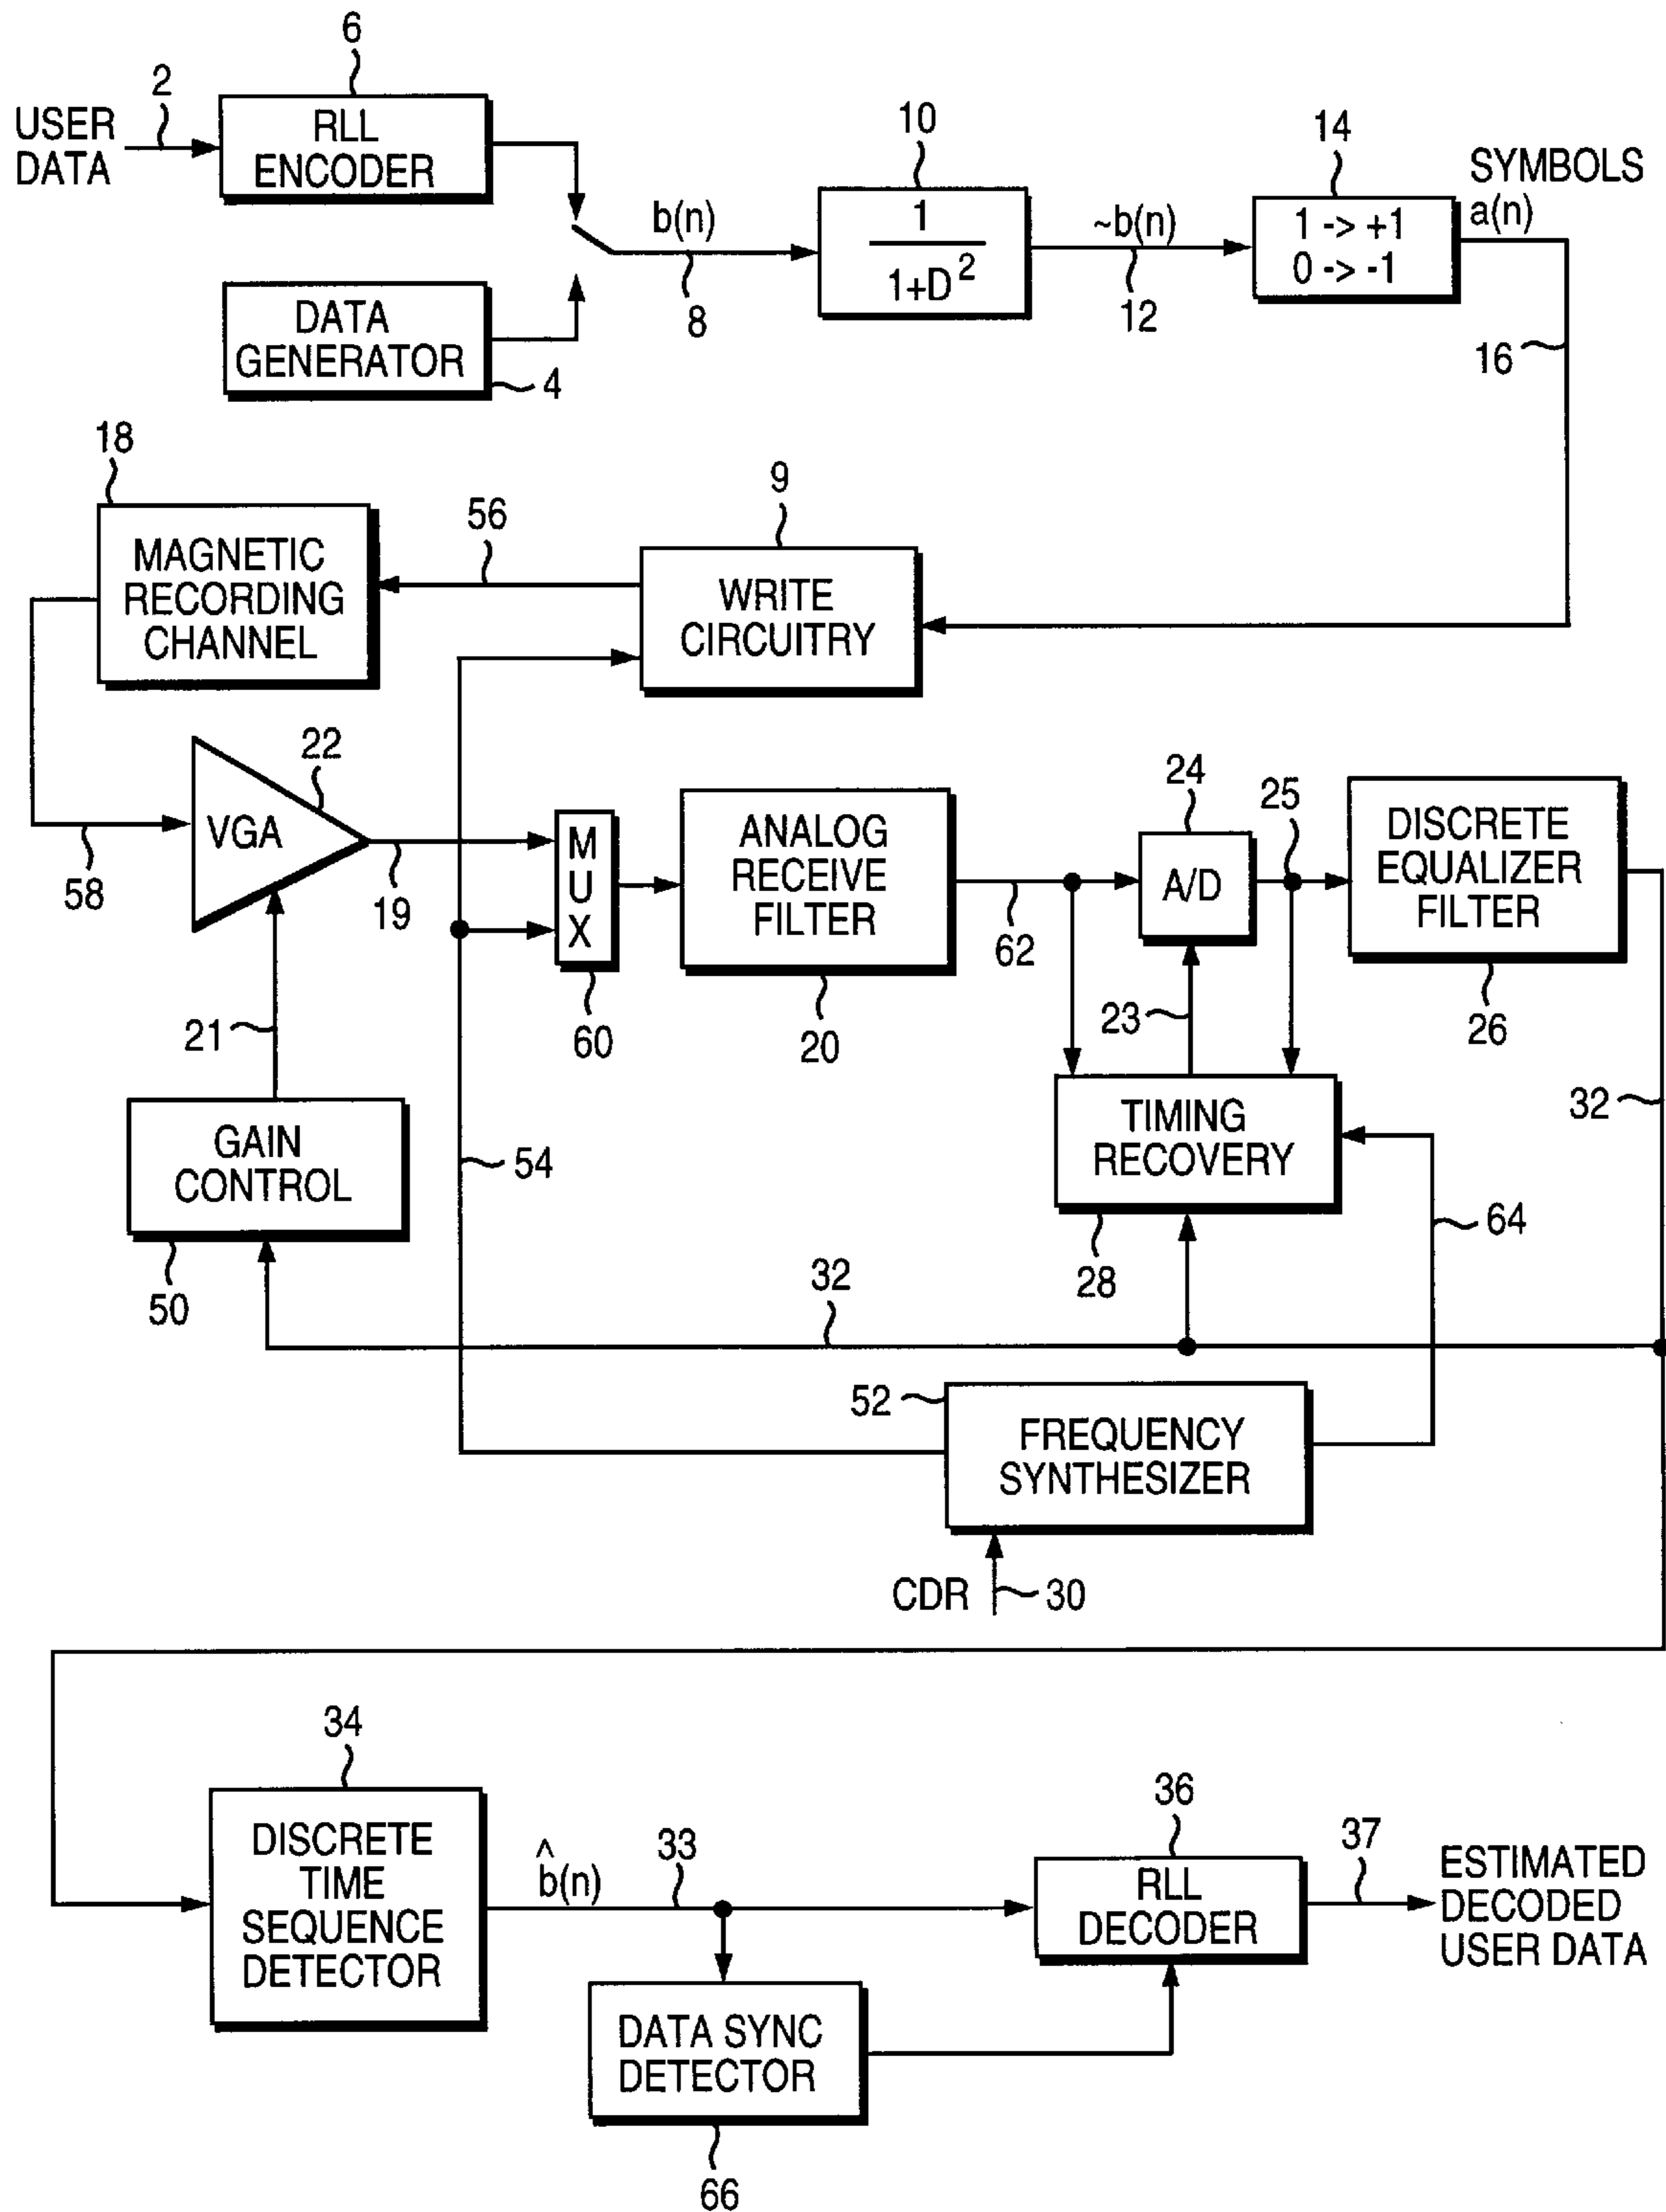 6
2
USER
DATA
RLL
ENCODER
10
14
SYMBOLS
a(n)
b(n)
8
1
1+D²
~b(n)
12
1 -> +1
0 -> -1
16
DATA
GENERATOR
4
18
MAGNETIC
RECORDING
CHANNEL
56
9
WRITE
CIRCUITRY
22
VGA
58
19
MUX
60
ANALOG
RECEIVE
FILTER
20
62
24
A/D
25
DISCRETE
EQUALIZER
FILTER
26
21
23
32
GAIN
CONTROL
50
54
TIMING
RECOVERY
28
64
32
52
FREQUENCY
SYNTHESIZER
CDR
30
34
DISCRETE
TIME
SEQUENCE
DETECTOR
b̂(n)
33
36
RLL
DECODER
37
ESTIMATED
DECODED
USER DATA
DATA SYNC
DETECTOR
66